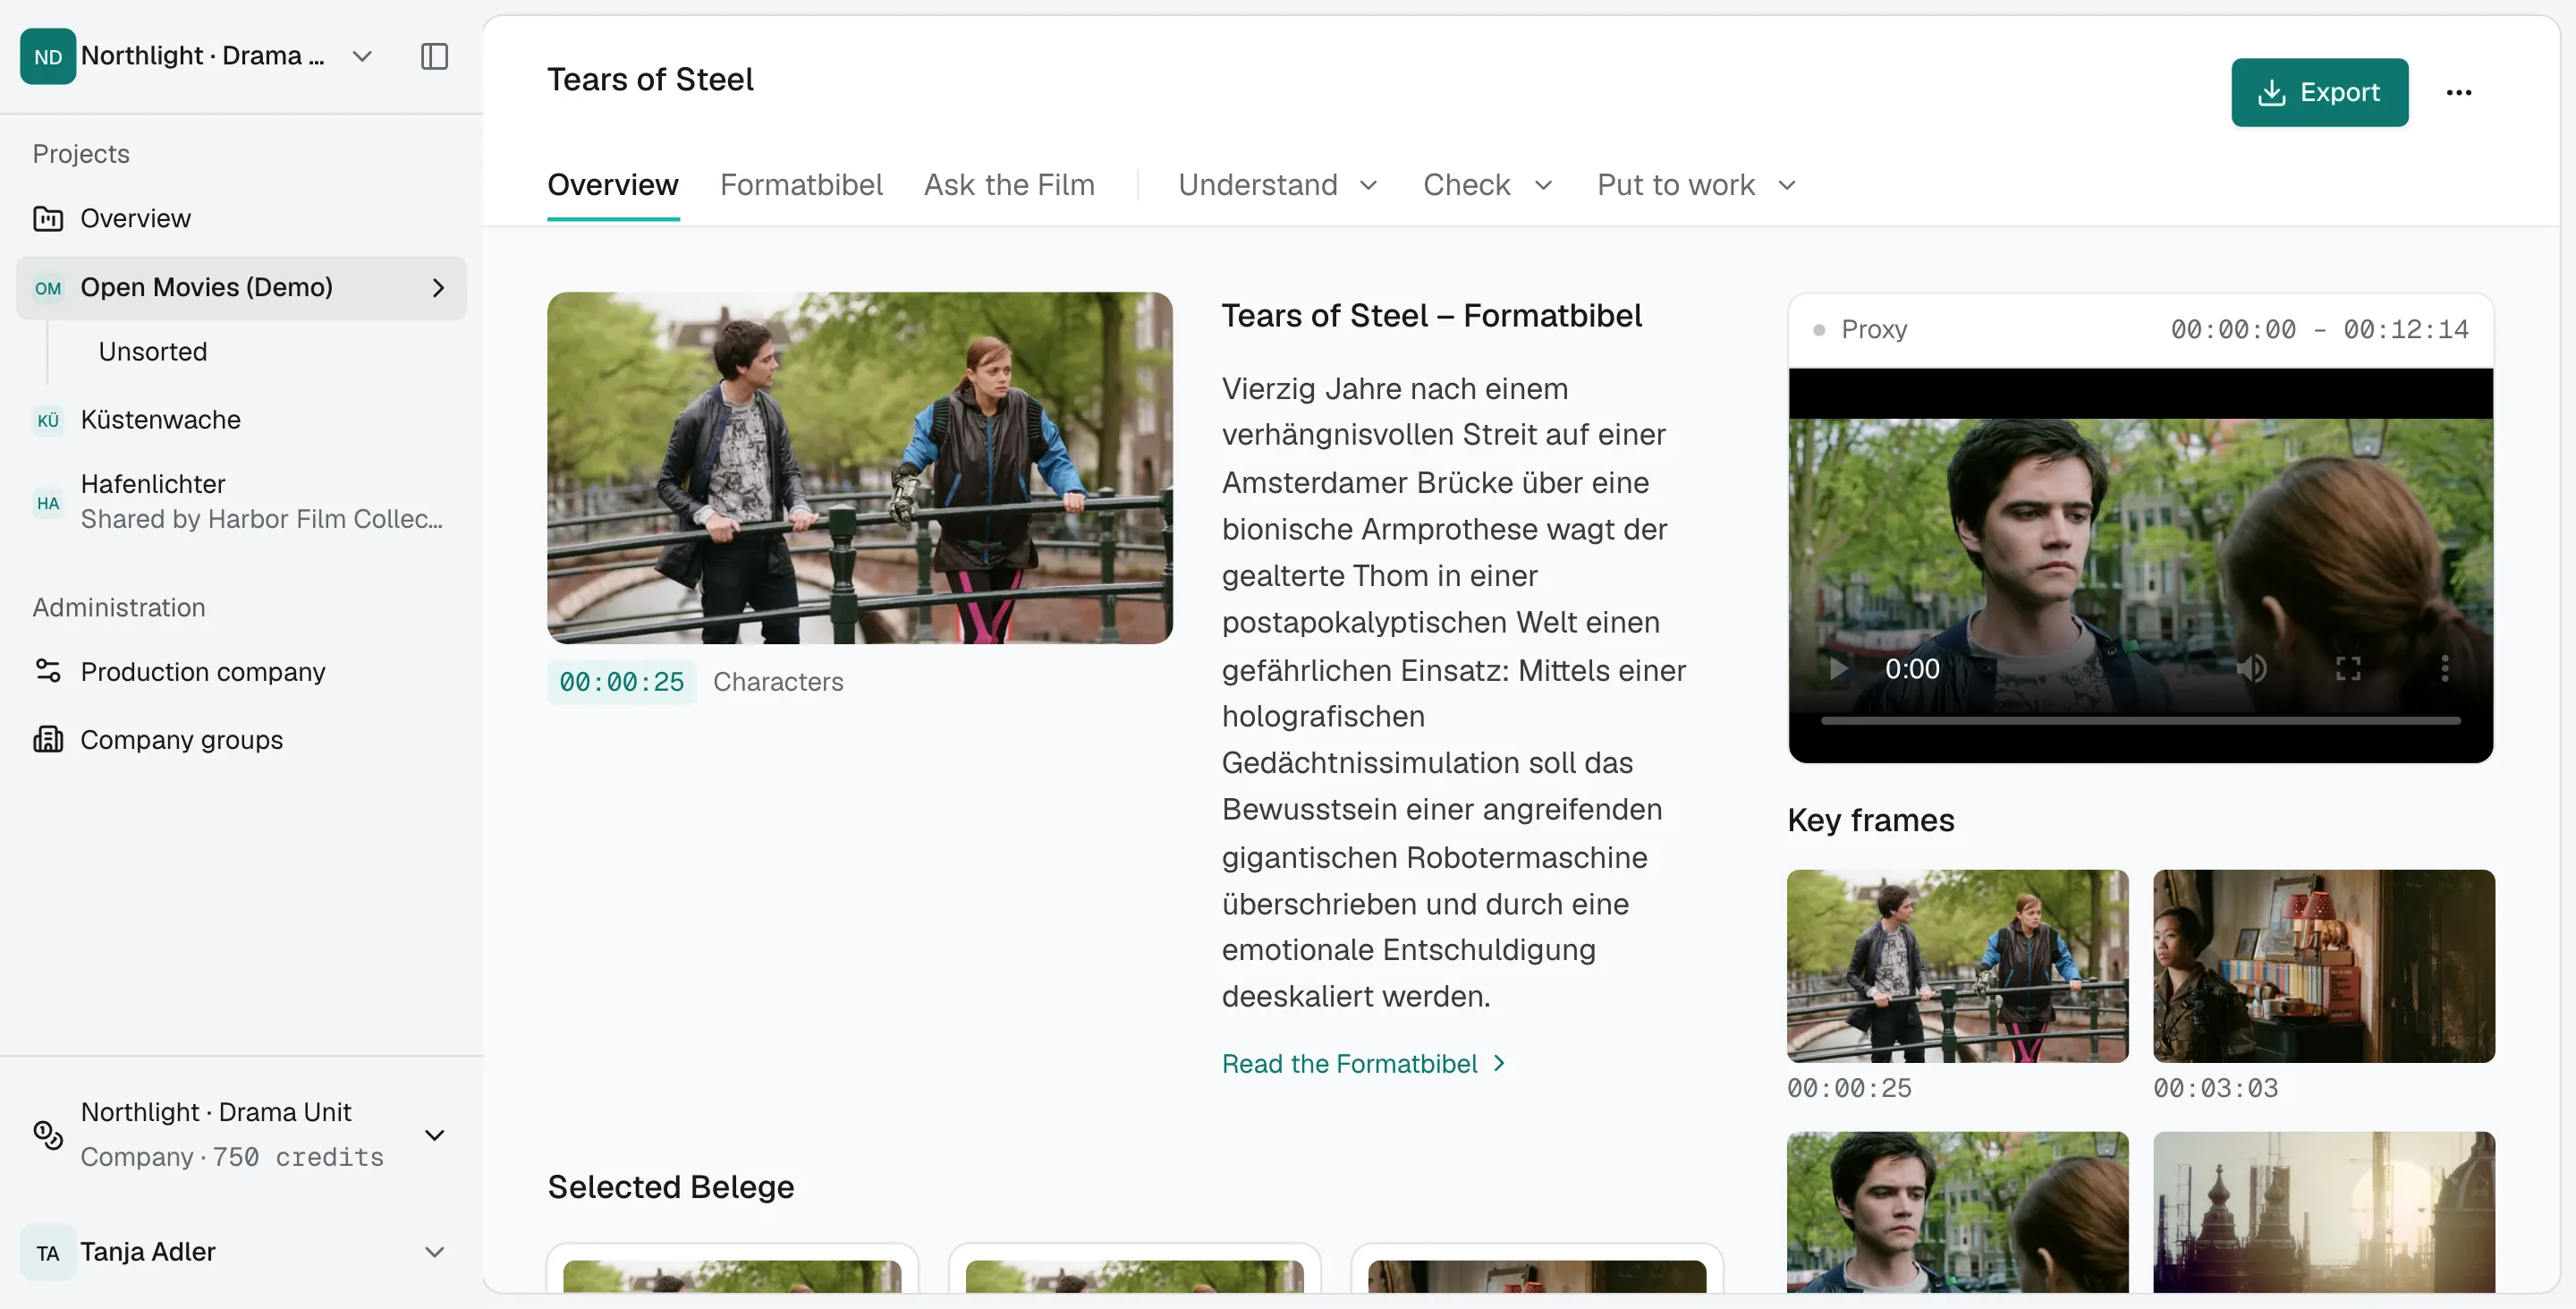 ND Northlight · Drama ...
Projects
Overview
OM Open Movies (Demo)
Unsorted
KÜ Küstenwache
HA Hafenlichter
Shared by Harbor Film Collec...
Administration
Production company
Company groups
Northlight · Drama Unit
Company · 750 credits
TA Tanja Adler
Tears of Steel
Export
Overview Formatbibel Ask the Film Understand Check Put to work
00:00:25 Characters
Tears of Steel – Formatbibel
Vierzig Jahre nach einem
verhängnisvollen Streit auf einer
Amsterdamer Brücke über eine
bionische Armprothese wagt der
gealterte Thom in einer
postapokalyptischen Welt einen
gefährlichen Einsatz: Mittels einer
holografischen
Gedächtnissimulation soll das
Bewusstsein einer angreifenden
gigantischen Robotermaschine
überschrieben und durch eine
emotionale Entschuldigung
deeskaliert werden.
Read the Formatbibel
Selected Belege
Proxy 00:00:00 – 00:12:14
0:00
Key frames
00:00:25 00:03:03